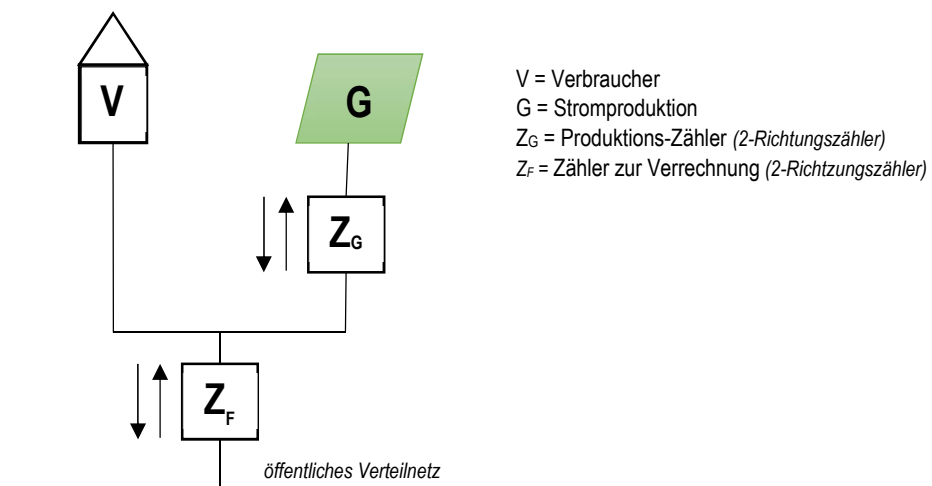 V
G
V = Verbraucher
G = Stromproduktion
ZG = Produktions-Zähler (2-Richtungszähler)
ZF = Zähler zur Verrechnung (2-Richtzungszähler)
ZG
ZF
öffentliches Verteilnetz